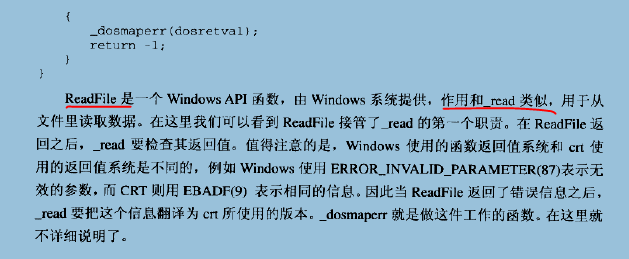 {
_dosmaperr(dosretval);
return -1;
}
}
ReadFile 是一个 Windows API 函数，由 Windows 系统提供，作用和_read 类似，用于从
文件里读取数据。在这里我们可以看到 ReadFile 接管了_read 的第一个职责。在 ReadFile 返
回之后，_read 要检查其返回值。值得注意的是，Windows 使用的函数返回值系统和 crt 使
用的返回值系统是不同的，例如 Windows 使用 ERROR_INVALID_PARAMETER(87)表示无
效的参数，而 CRT 则用 EBADF(9) 表示相同的信息。因此当 ReadFile 返回了错误信息之后，
_read 要把这个信息翻译为 crt 所使用的版本。_dosmaperr 就是做这件工作的函数。在这里就
不详细说明了。